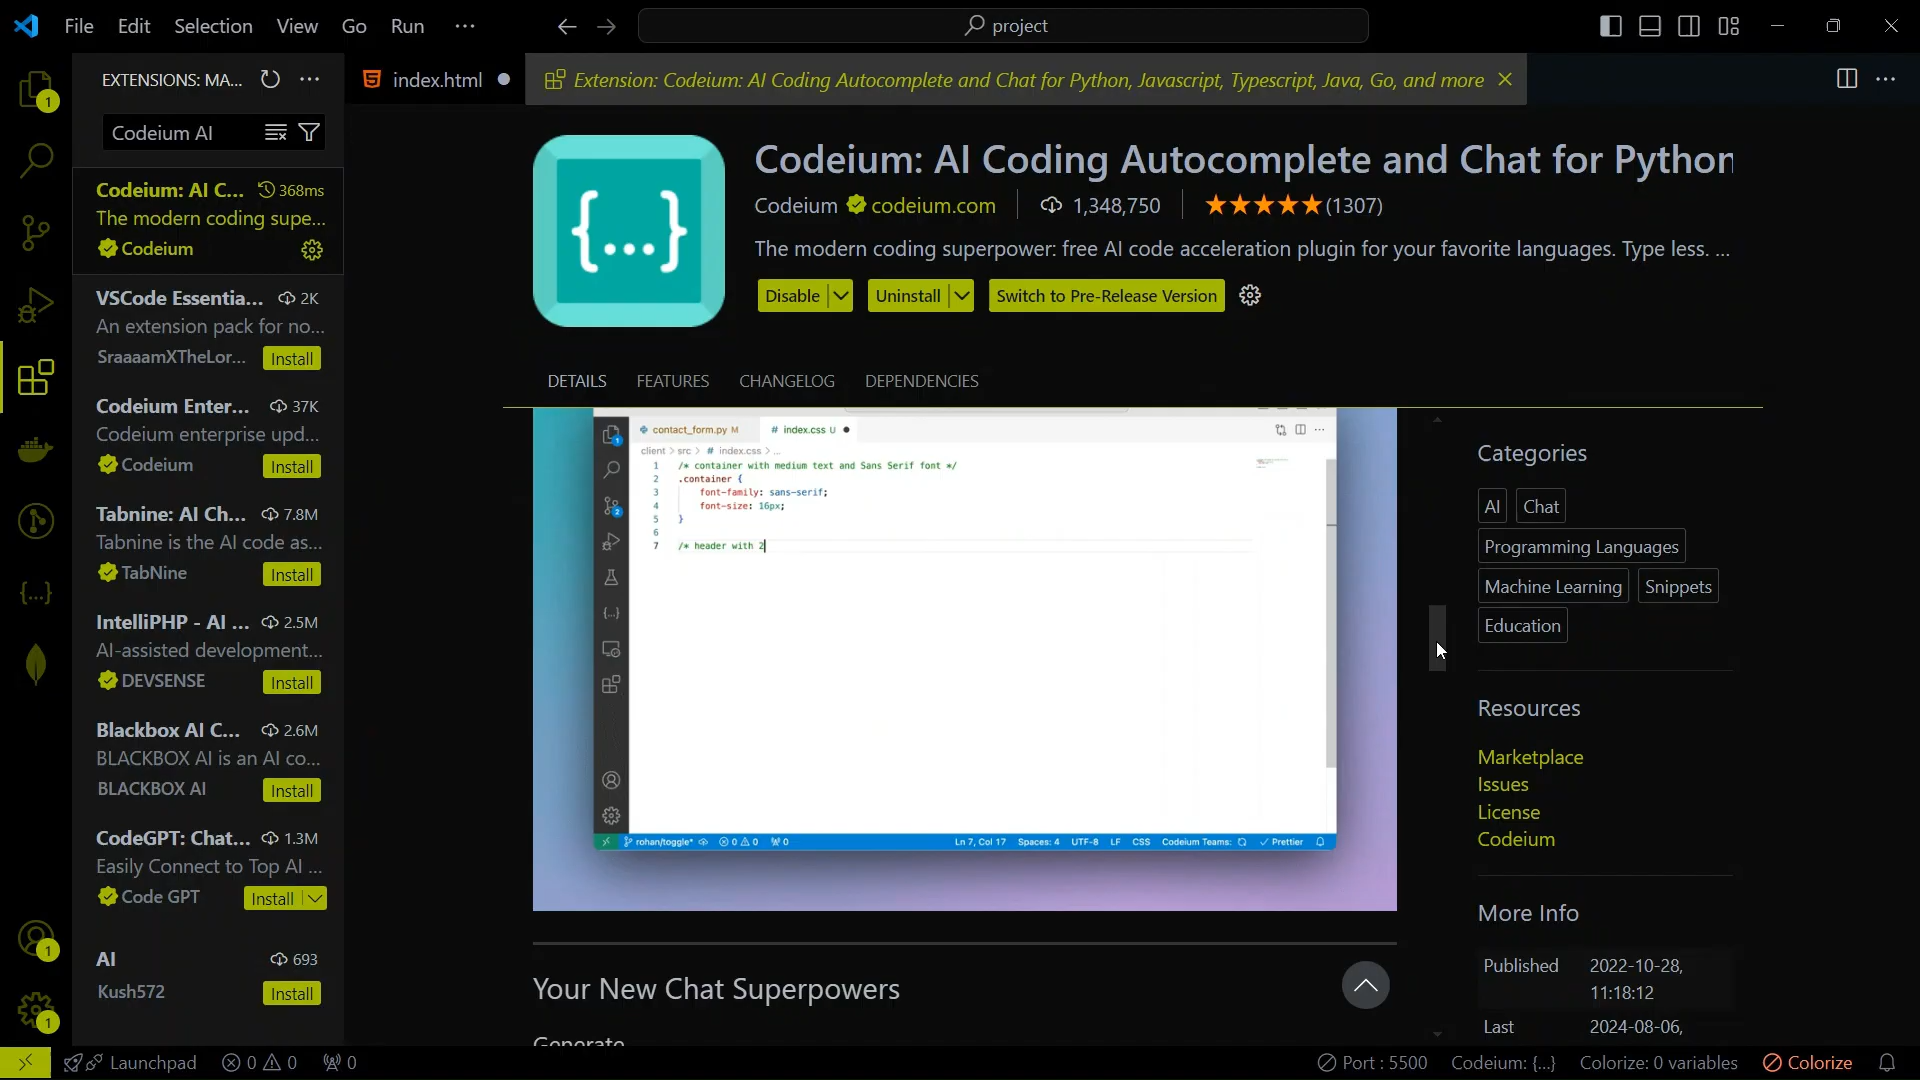 File Edit Selection View Go Run ...
project
EXTENSIONS: MA...
index.html
Extension: Codeium: AI Coding Autocomplete and Chat for Python, Javascript, Typescript, Java, Go, and more
Codeium AI
Codeium: AI C... 368ms
The modern coding supe...
Codeium
VSCode Essentia... 2K
An extension pack for no...
SraaaamXTheLor... Install
Codeium Enter... 37K
Codeium enterprise upd...
Codeium Install
Tabnine: AI Ch... 7.8M
Tabnine is the AI code as...
TabNine Install
IntelliPHP - AI ... 2.5M
AI-assisted development...
DEVSENSE Install
Blackbox AI C... 2.6M
BLACKBOX AI is an AI co...
BLACKBOX AI Install
CodeGPT: Chat... 1.3M
Easily Connect to Top AI ...
Code GPT Install
AI 693
Kush572 Install
1
1
1
{...}
Codeium: AI Coding Autocomplete and Chat for Python
Codeium codeium.com 1,348,750 (1307)
The modern coding superpower: free AI code acceleration plugin for your favorite languages. Type less. ...
Disable Uninstall Switch to Pre-Release Version
DETAILS FEATURES CHANGELOG DEPENDENCIES
contact_form.py M # index.css U
client > src > # index.css > ...
1 /* container with medium text and Sans Serif font */
2 .container {
3 font-family: sans-serif;
4 font-size: 16px;
5 }
6
7 /* header with 2
rohan/toggle* 0 0 0 Ln 7, Col 17 Spaces: 4 UTF-8 LF CSS Codeium Teams: Prettier
Your New Chat Superpowers
Generate
Categories
AI Chat
Programming Languages
Machine Learning Snippets
Education
Resources
Marketplace
Issues
License
Codeium
More Info
Published 2022-10-28,
11:18:12
Last 2024-08-06,
Launchpad 0 0 0 Port : 5500 Codeium: {...} Colorize: 0 variables Colorize